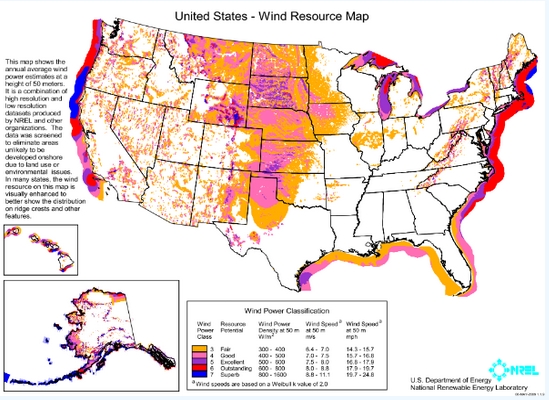 United States - Wind Resource Map
This map shows the
annual average wind
power estimates at a
height of 50 meters.
It is a combination of
high resolution and
low resolution
datasets produced
by NREL and other
organizations. The
data was screened
to eliminate areas
unlikely to be
developed onshore
due to land use or
environmental issues.
In many states, the wind
resource on this map is
visually enhanced to
better show the distribution
on ridge crests and other
features.
Wind Power Classification
Wind Power Class Resource Potential Wind Power Density at 50 m W/m² Wind Speed a at 50 m m/s Wind Speed a at 50 m mph
3 Fair 300 - 400 6.4 - 7.0 14.3 - 15.7
4 Good 400 - 500 7.0 - 7.5 15.7 - 16.8
5 Excellent 500 - 600 7.5 - 8.0 16.8 - 17.9
6 Outstanding 600 - 800 8.0 - 8.8 17.9 - 19.7
7 Superb 800 - 1600 8.8 - 11.1 19.7 - 24.8
a Wind speeds are based on a Weibull k value of 2.0
NREL
U.S. Department of Energy
National Renewable Energy Laboratory